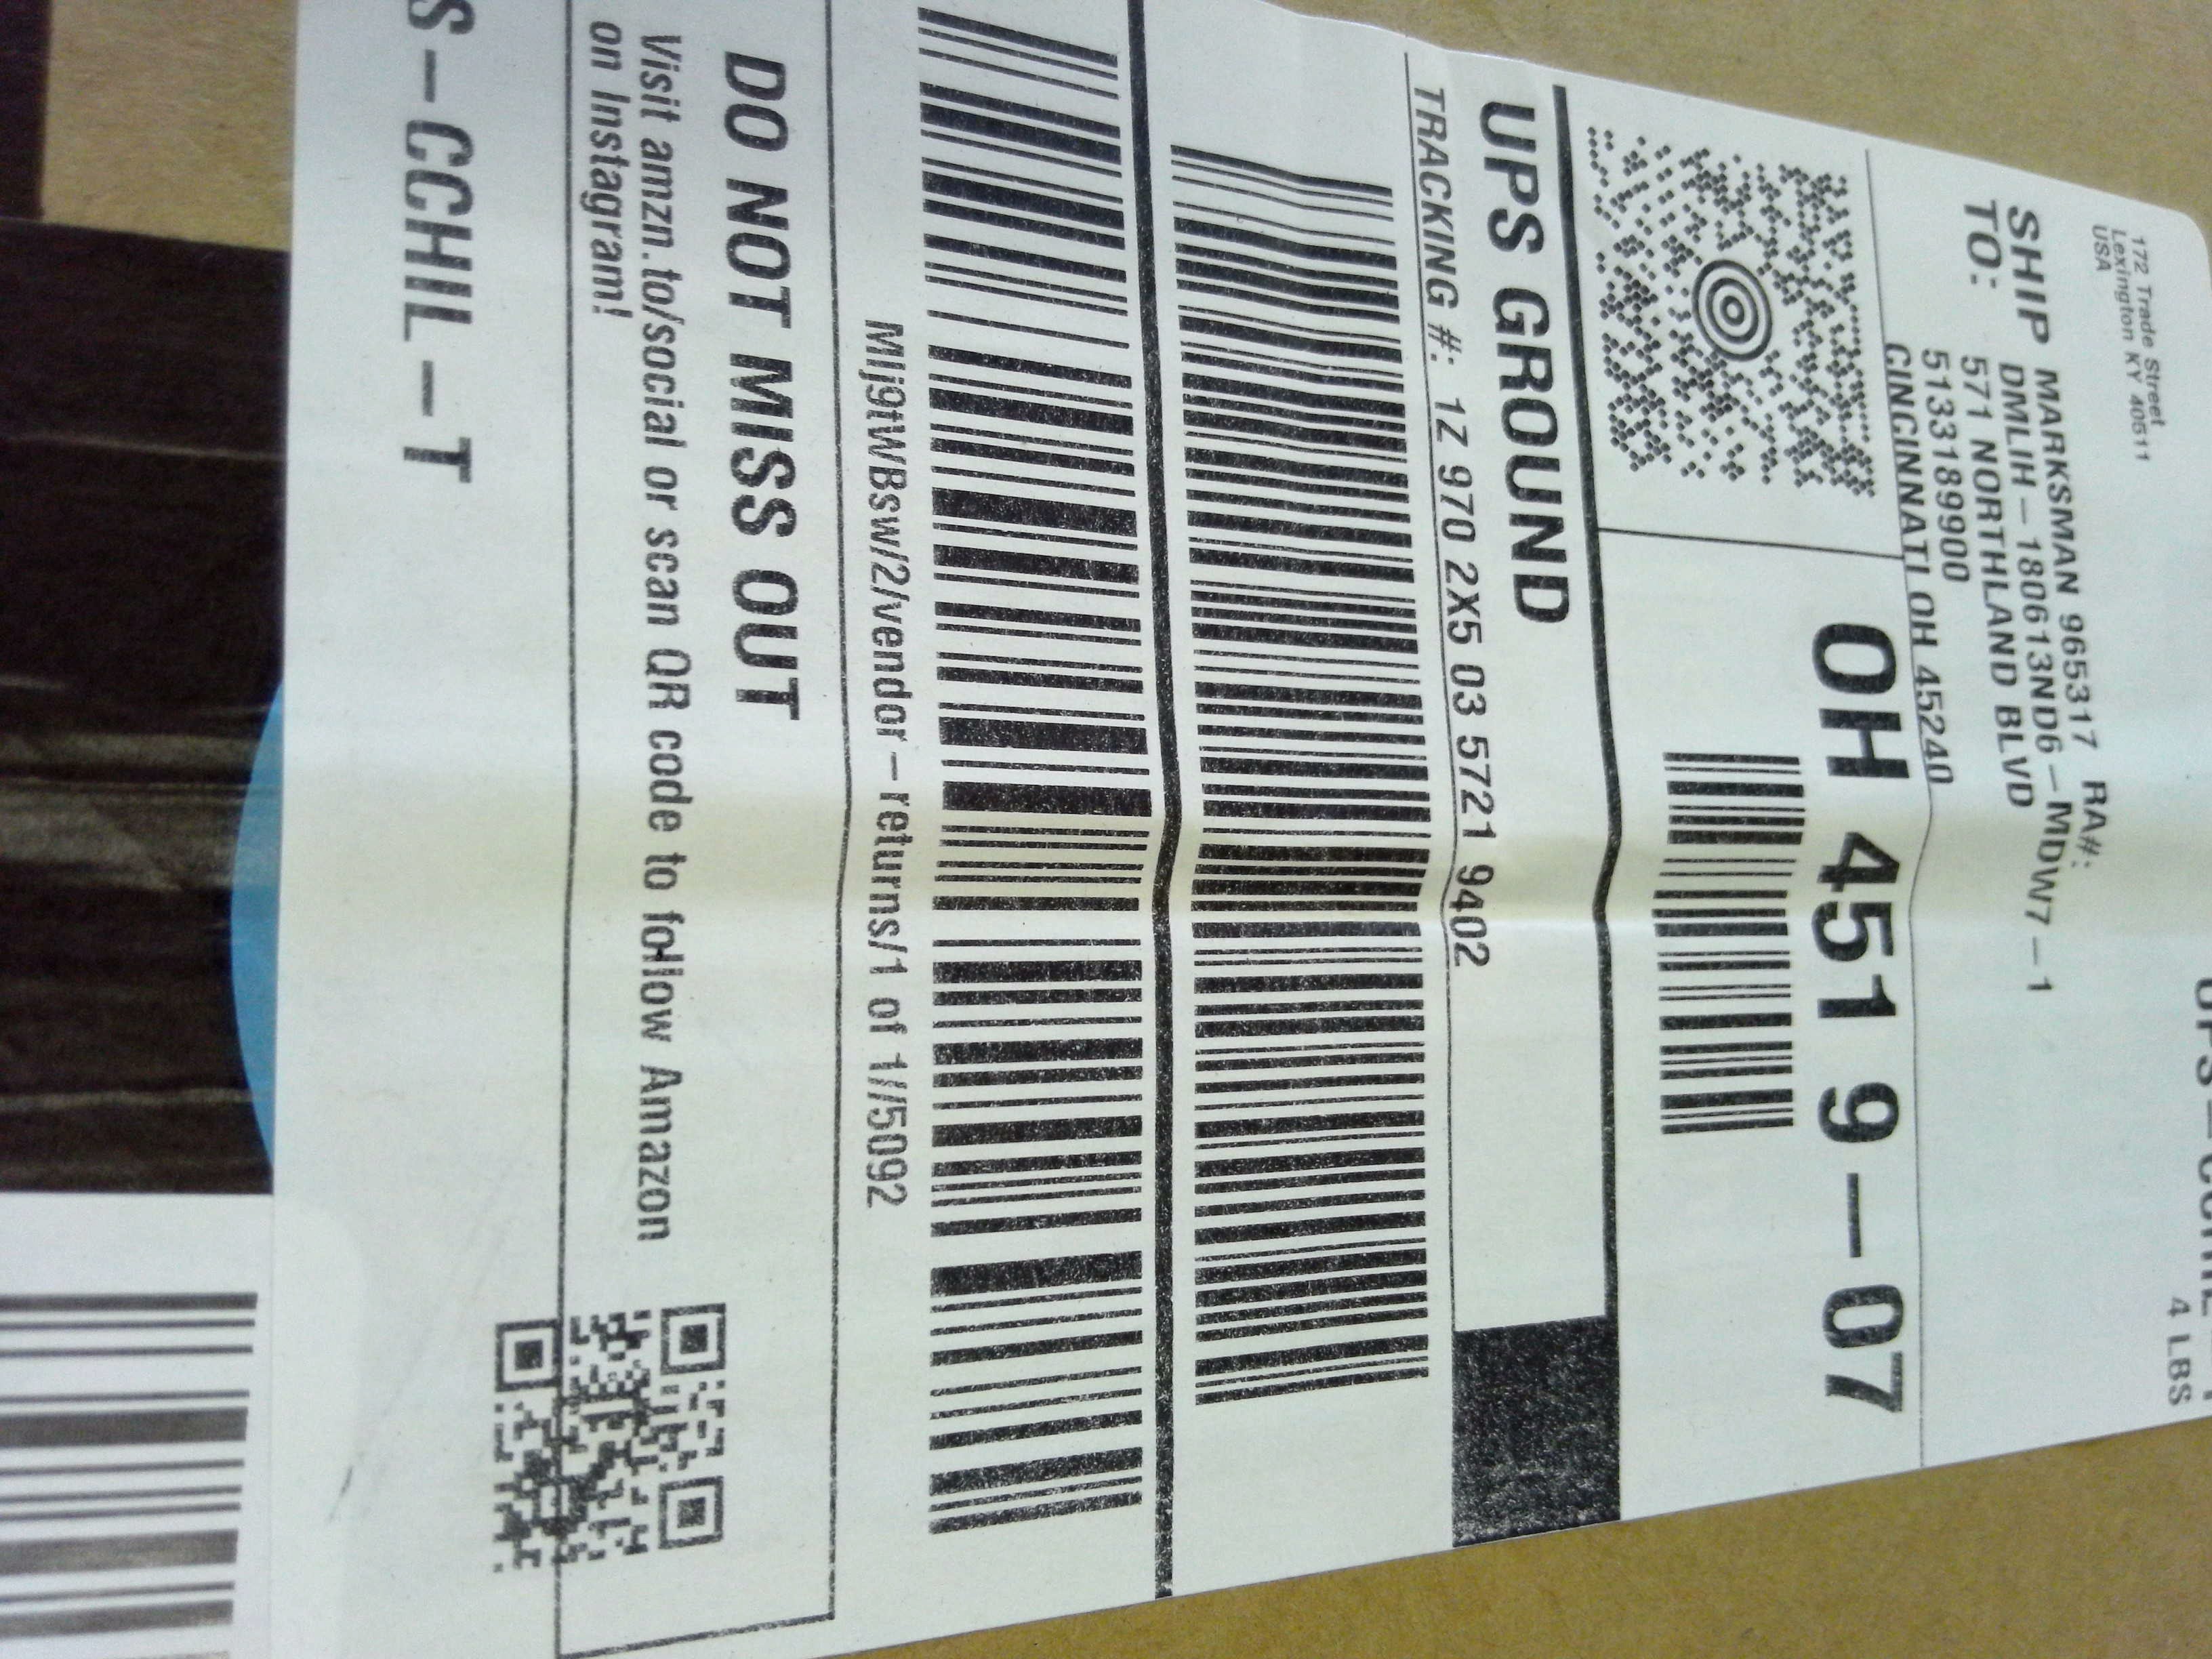 172 Trade Street
Lexington KY 40511
USA
4 LBS
SHIP
TO:
MARKSMAN 965317 RA#:
DMLIH-180613ND6-MDW7-1
571 NORTHLAND BLVD
5133189900
CINCINNATI OH 45240
OH 451 9-07
UPS GROUND
TRACKING #: 1Z 970 2X5 03 5721 9402
Mlj9tWBsw/2/vendor-returns/1 of 1//5092
DO NOT MISS OUT
Visit amzn.to/social or scan QR code to follow Amazon
on Instagram!
S-CCHIL-T